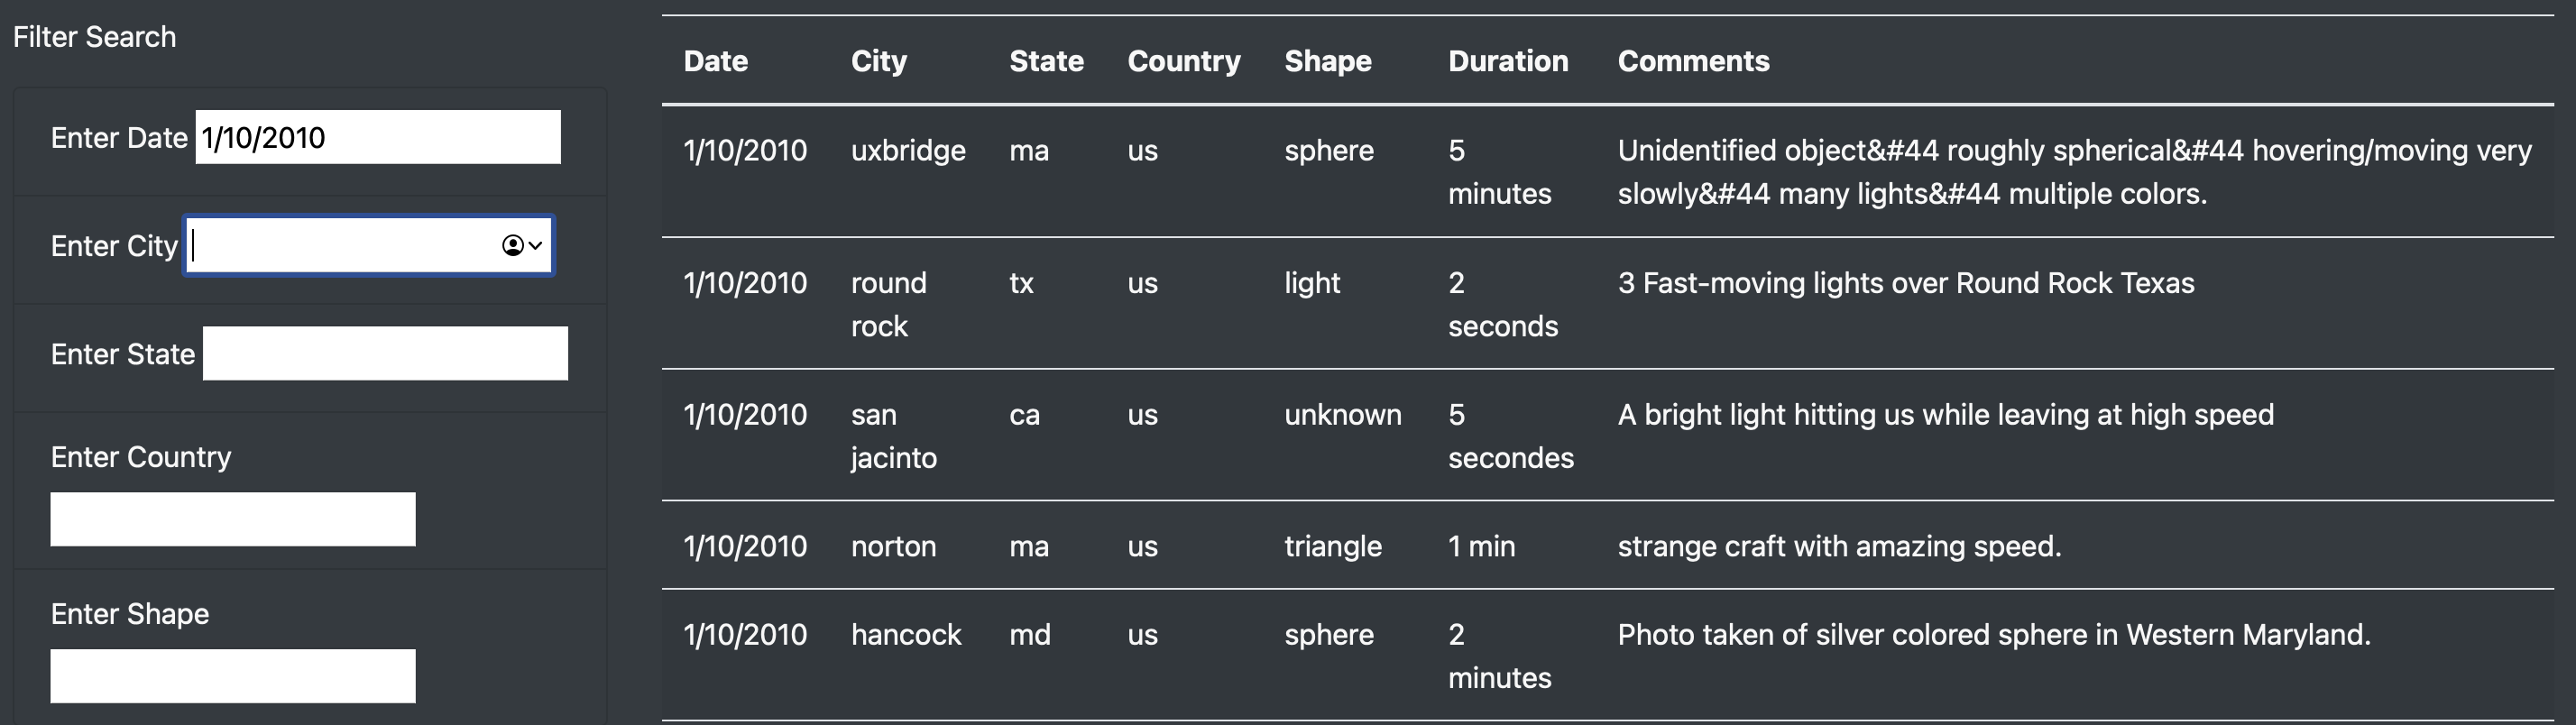 Filter Search
Enter Date 1/10/2010
Enter City
Enter State
Enter Country
Enter Shape
Date City State Country Shape Duration Comments
1/10/2010 uxbridge ma us sphere 5 Unidentified object&#44 roughly spherical&#44 hovering/moving very
minutes slowly&#44 many lights&#44 multiple colors.
1/10/2010 round tx us light 2 3 Fast-moving lights over Round Rock Texas
rock seconds
1/10/2010 san ca us unknown 5 A bright light hitting us while leaving at high speed
jacinto secondes
1/10/2010 norton ma us triangle 1 min strange craft with amazing speed.
1/10/2010 hancock md us sphere 2 Photo taken of silver colored sphere in Western Maryland.
minutes